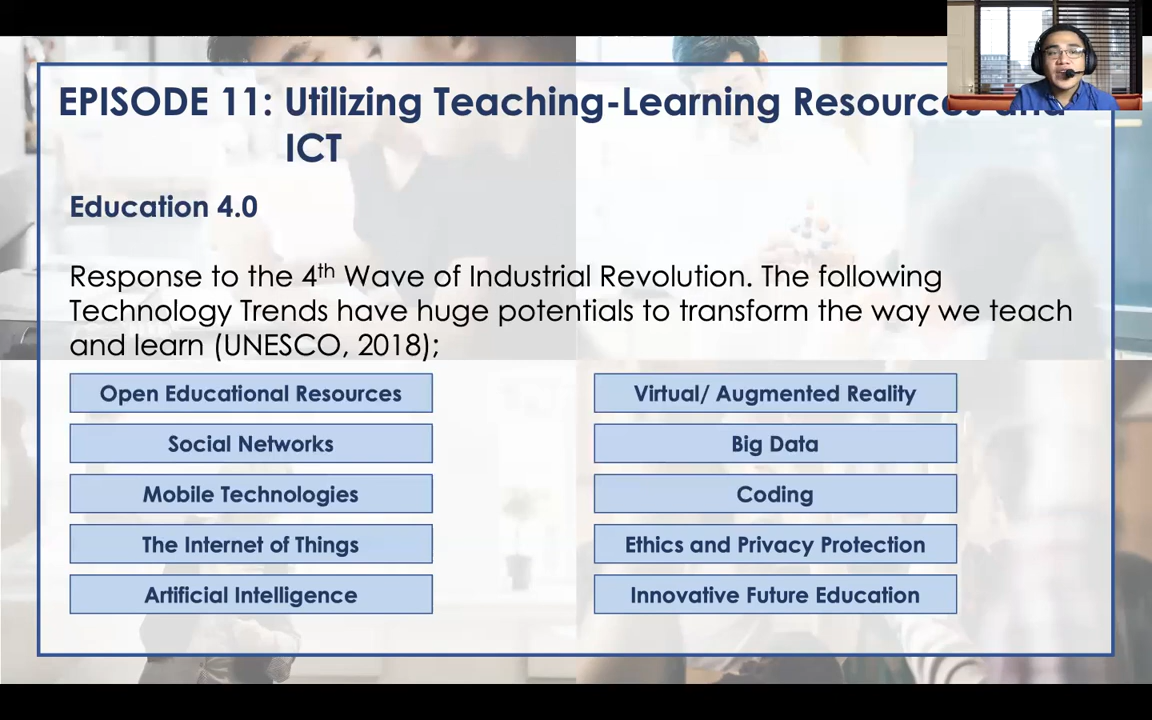 EPISODE 11: Utilizing Teaching-Learning Resources and
ICT
Education 4.0
Response to the 4th Wave of Industrial Revolution. The following
Technology Trends have huge potentials to transform the way we teach
and learn (UNESCO, 2018);
Open Educational Resources
Virtual/ Augmented Reality
Social Networks
Big Data
Mobile Technologies
Coding
The Internet of Things
Ethics and Privacy Protection
Artificial Intelligence
Innovative Future Education